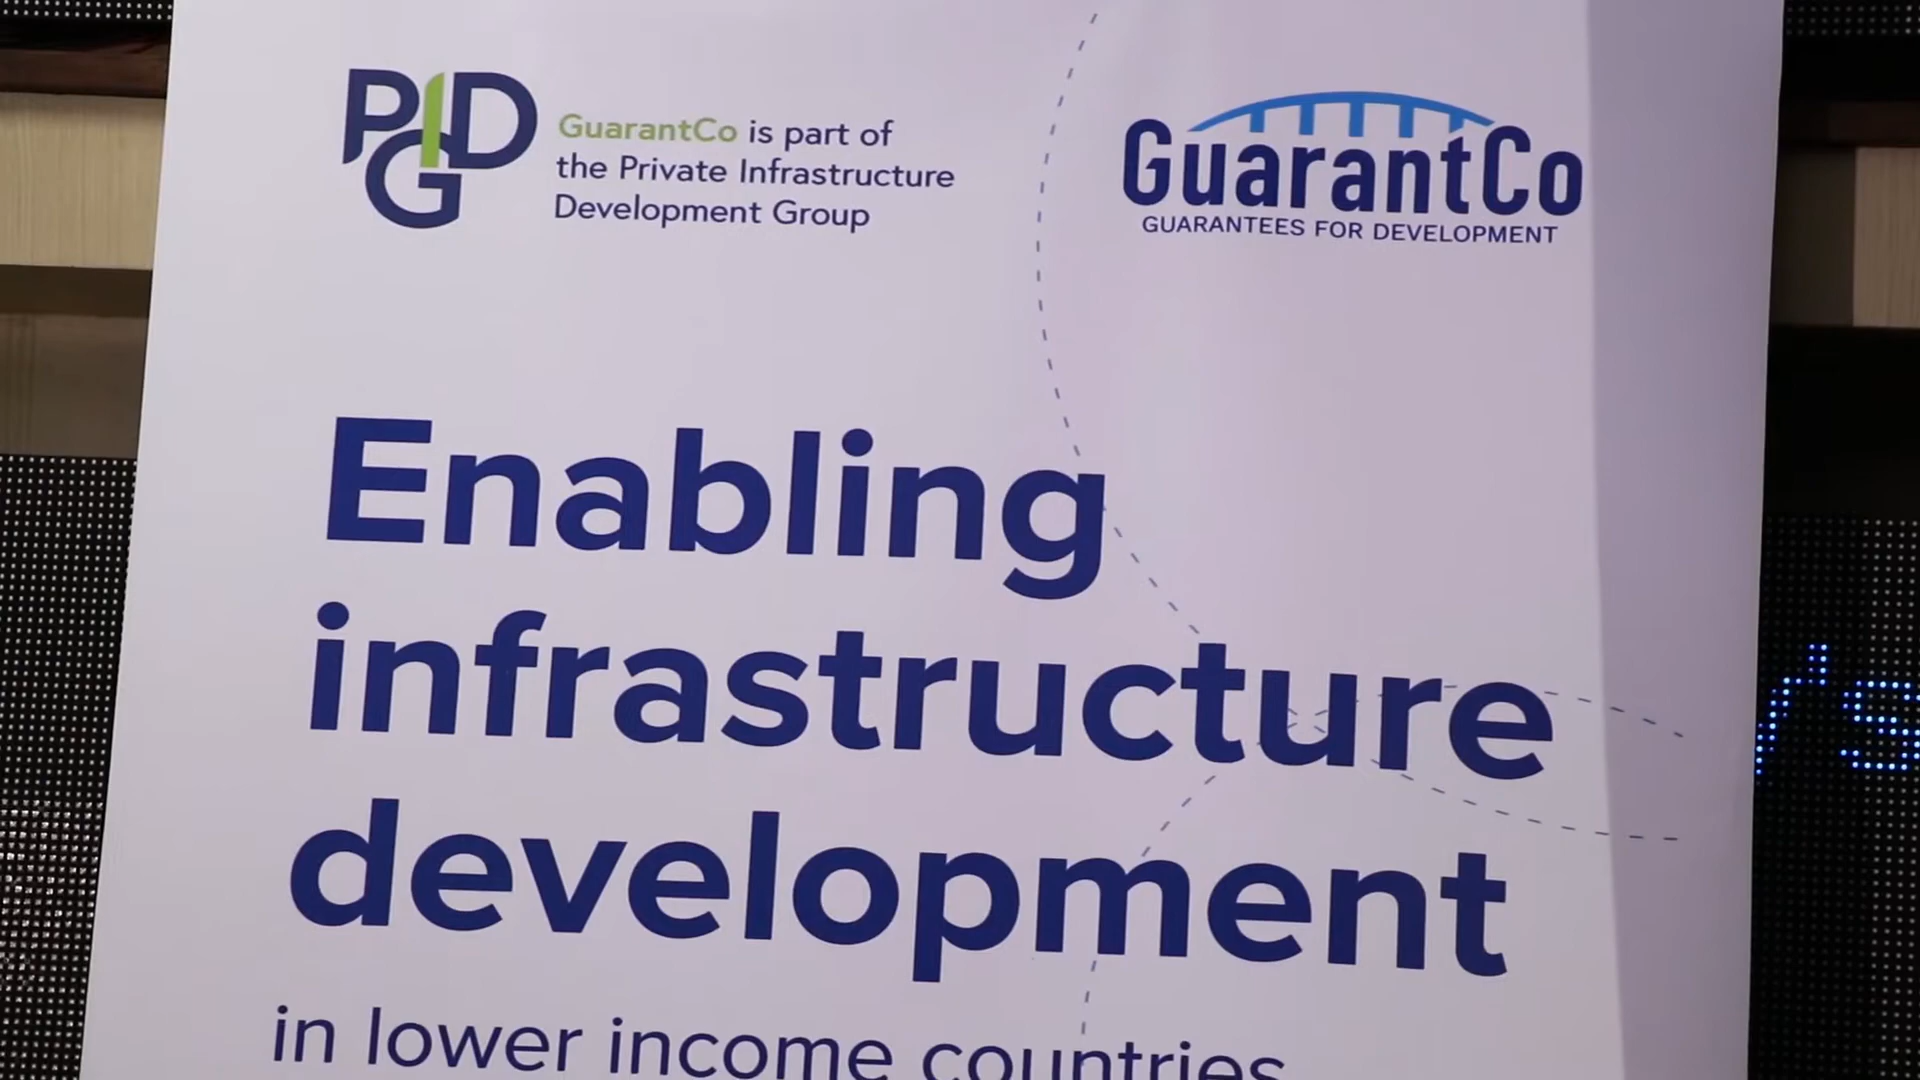 PIDG
GuarantCo is part of
the Private Infrastructure
Development Group
GuarantCo
GUARANTEES FOR DEVELOPMENT
Enabling
infrastructure
development
in lower income countries
's